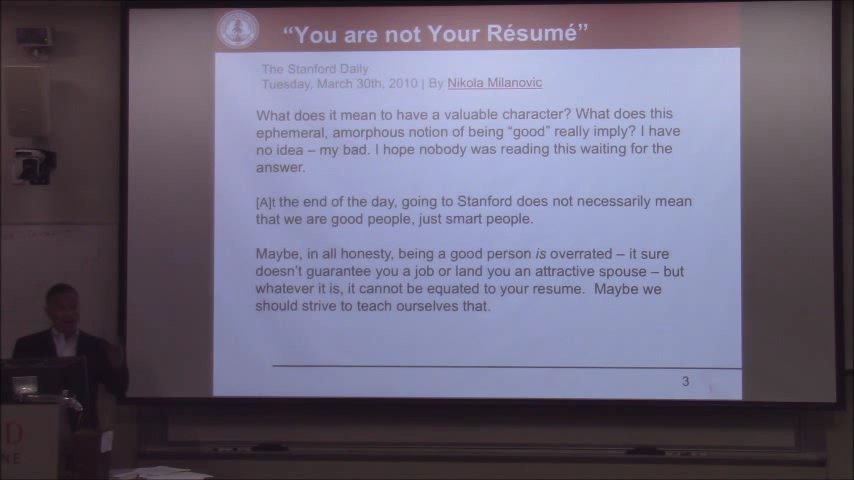 “You are not Your Résumé”
The Stanford Daily
Tuesday, March 30th, 2010 | By Nikola Milanovic
What does it mean to have a valuable character? What does this
ephemeral, amorphous notion of being “good” really imply? I have
no idea – my bad. I hope nobody was reading this waiting for the
answer.
[A]t the end of the day, going to Stanford does not necessarily mean
that we are good people, just smart people.
Maybe, in all honesty, being a good person is overrated – it sure
doesn’t guarantee you a job or land you an attractive spouse – but
whatever it is, it cannot be equated to your resume.  Maybe we
should strive to teach ourselves that.
3
D
NE